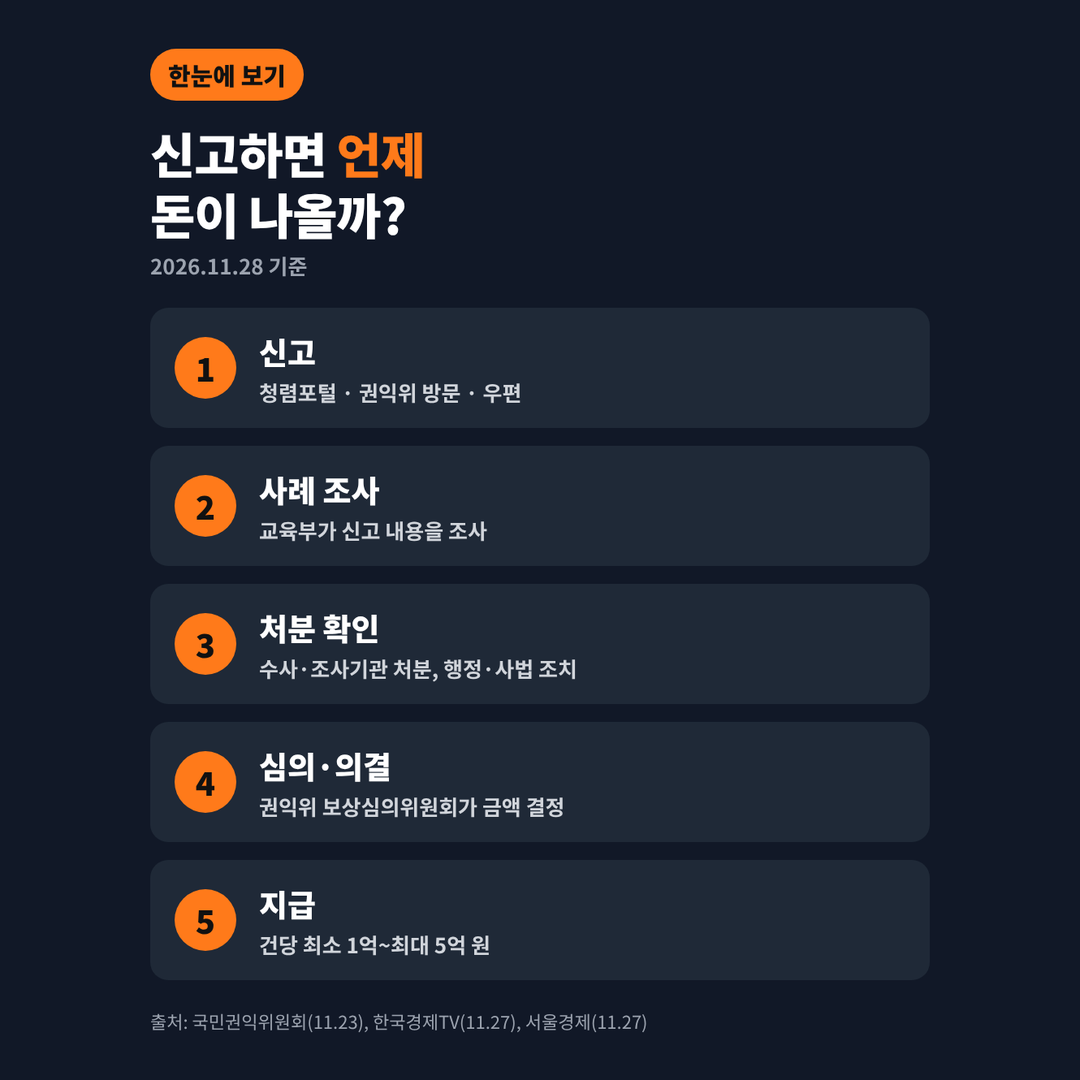 한눈에 보기
신고하면 언제
돈이 나올까?
2026.11.28 기준
1
신고
청렴포털 · 권익위 방문 · 우편
2
사례 조사
교육부가 신고 내용을 조사
3
처분 확인
수사·조사기관 처분, 행정·사법 조치
4
심의·의결
권익위 보상심의위원회가 금액 결정
5
지급
건당 최소 1억~최대 5억 원
출처: 국민권익위원회(11.23), 한국경제TV(11.27), 서울경제(11.27)